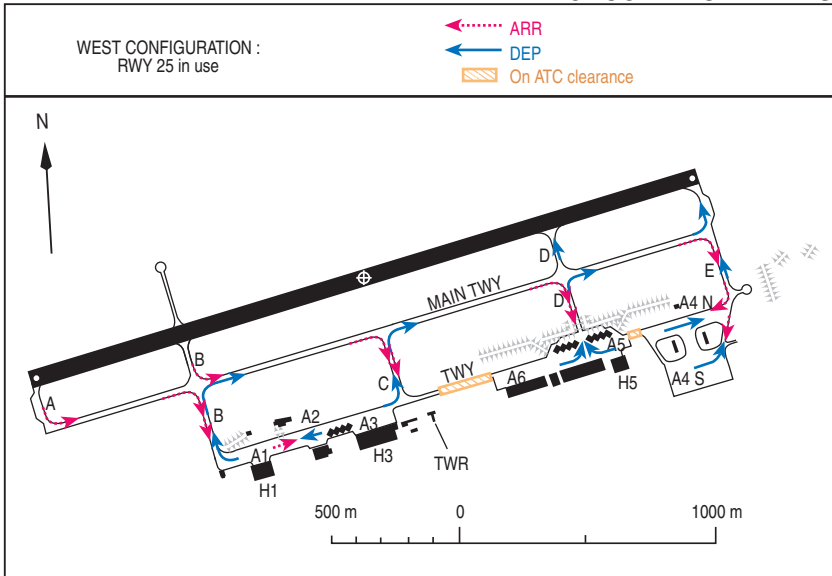 WEST CONFIGURATION :
RWY 25 in use
ARR
DEP
On ATC clearance
N
D
E
MAIN TWY
D
A4 N
B
A5
TWY
A6
C
A4 S
A
B
H5
A2
A3
A1
H3
TWR
H1
500 m
0
1000 m